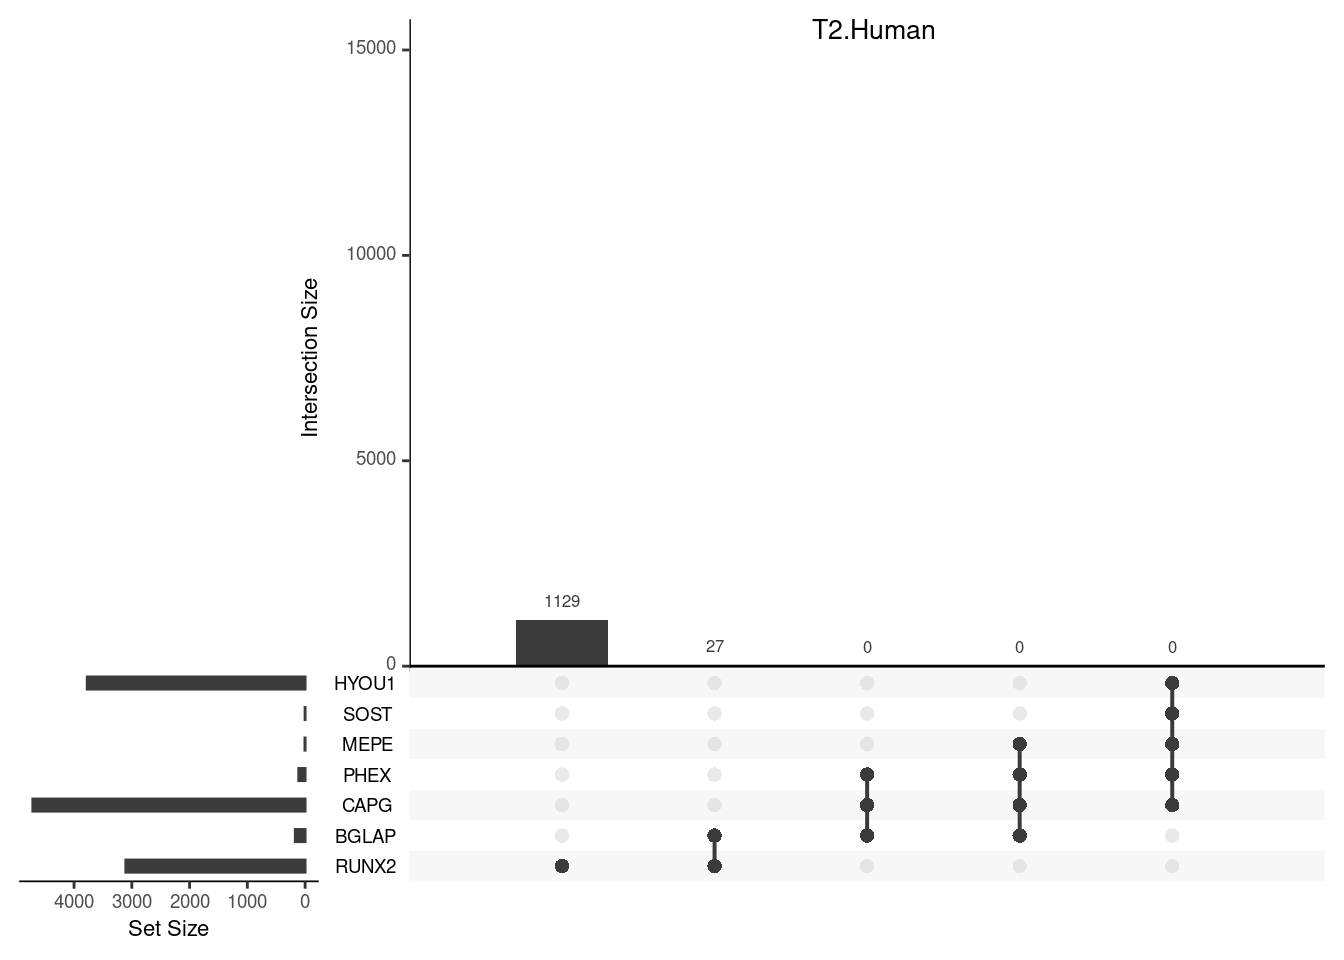 T2.Human
15000
10000
5000
0
Intersection Size
1129
27
0
0
0
HYOU1
SOST
MEPE
PHEX
CAPG
BGLAP
RUNX2
4000 3000 2000 1000 0
Set Size